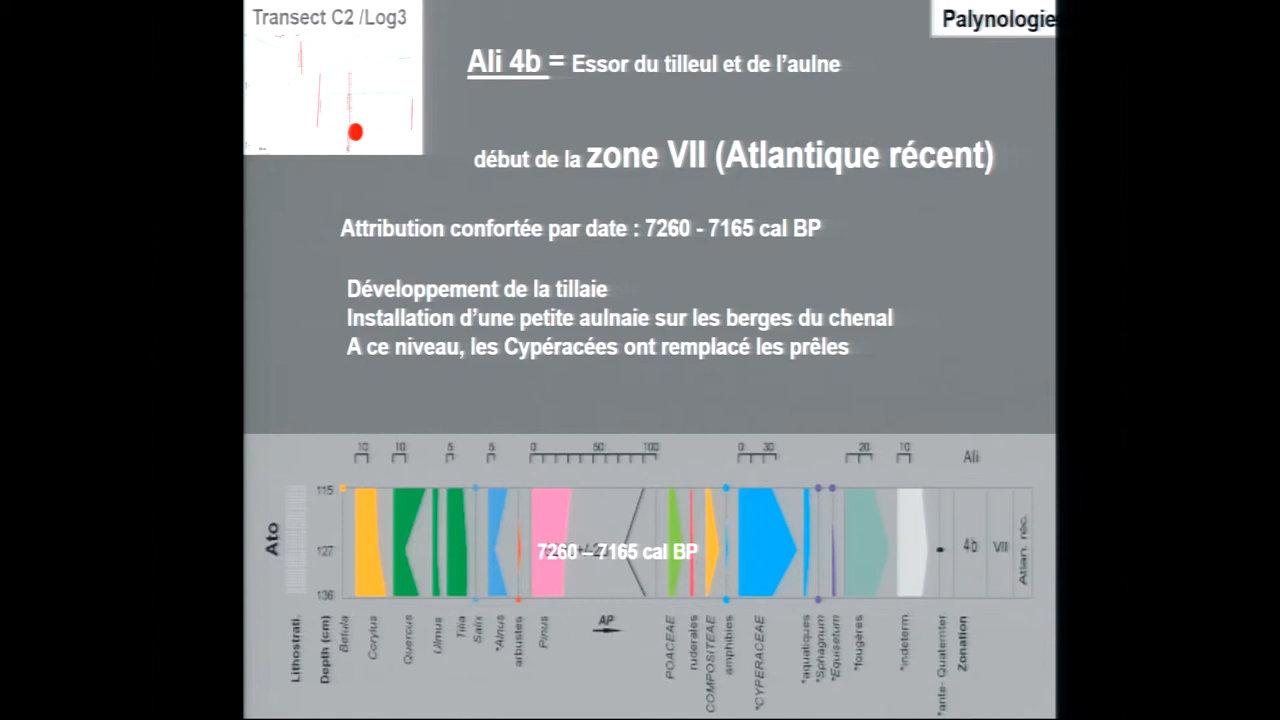 Transect C2 /Log3
Palynologie
Ali 4b = Essor du tilleul et de l'aulne
début de la zone VII (Atlantique récent)
Attribution confortée par date : 7260 - 7165 cal BP
Développement de la tillaie
Installation d'une petite aulnaie sur les berges du chenal
A ce niveau, les Cypéracées ont remplacé les prêles
10 10 5 5 0 50 100 0 30 20 10 Ali
115
Ato 127 7260 – 7165 cal BP 4b VII Atlan. réc.
136
AP
Lithostrati.
Depth (cm)
Betula
Corylus
Quercus
Ulmus
Tilia
Salix
*Alnus
arbustes
Pinus
POACEAE
ruderales
COMPOSITEAE
amphibies
*CYPERACEAE
*aquatiques
*Sphagnum
*Equisetum
*fougères
*indeterm
*ante- Quaternter.
Zonation